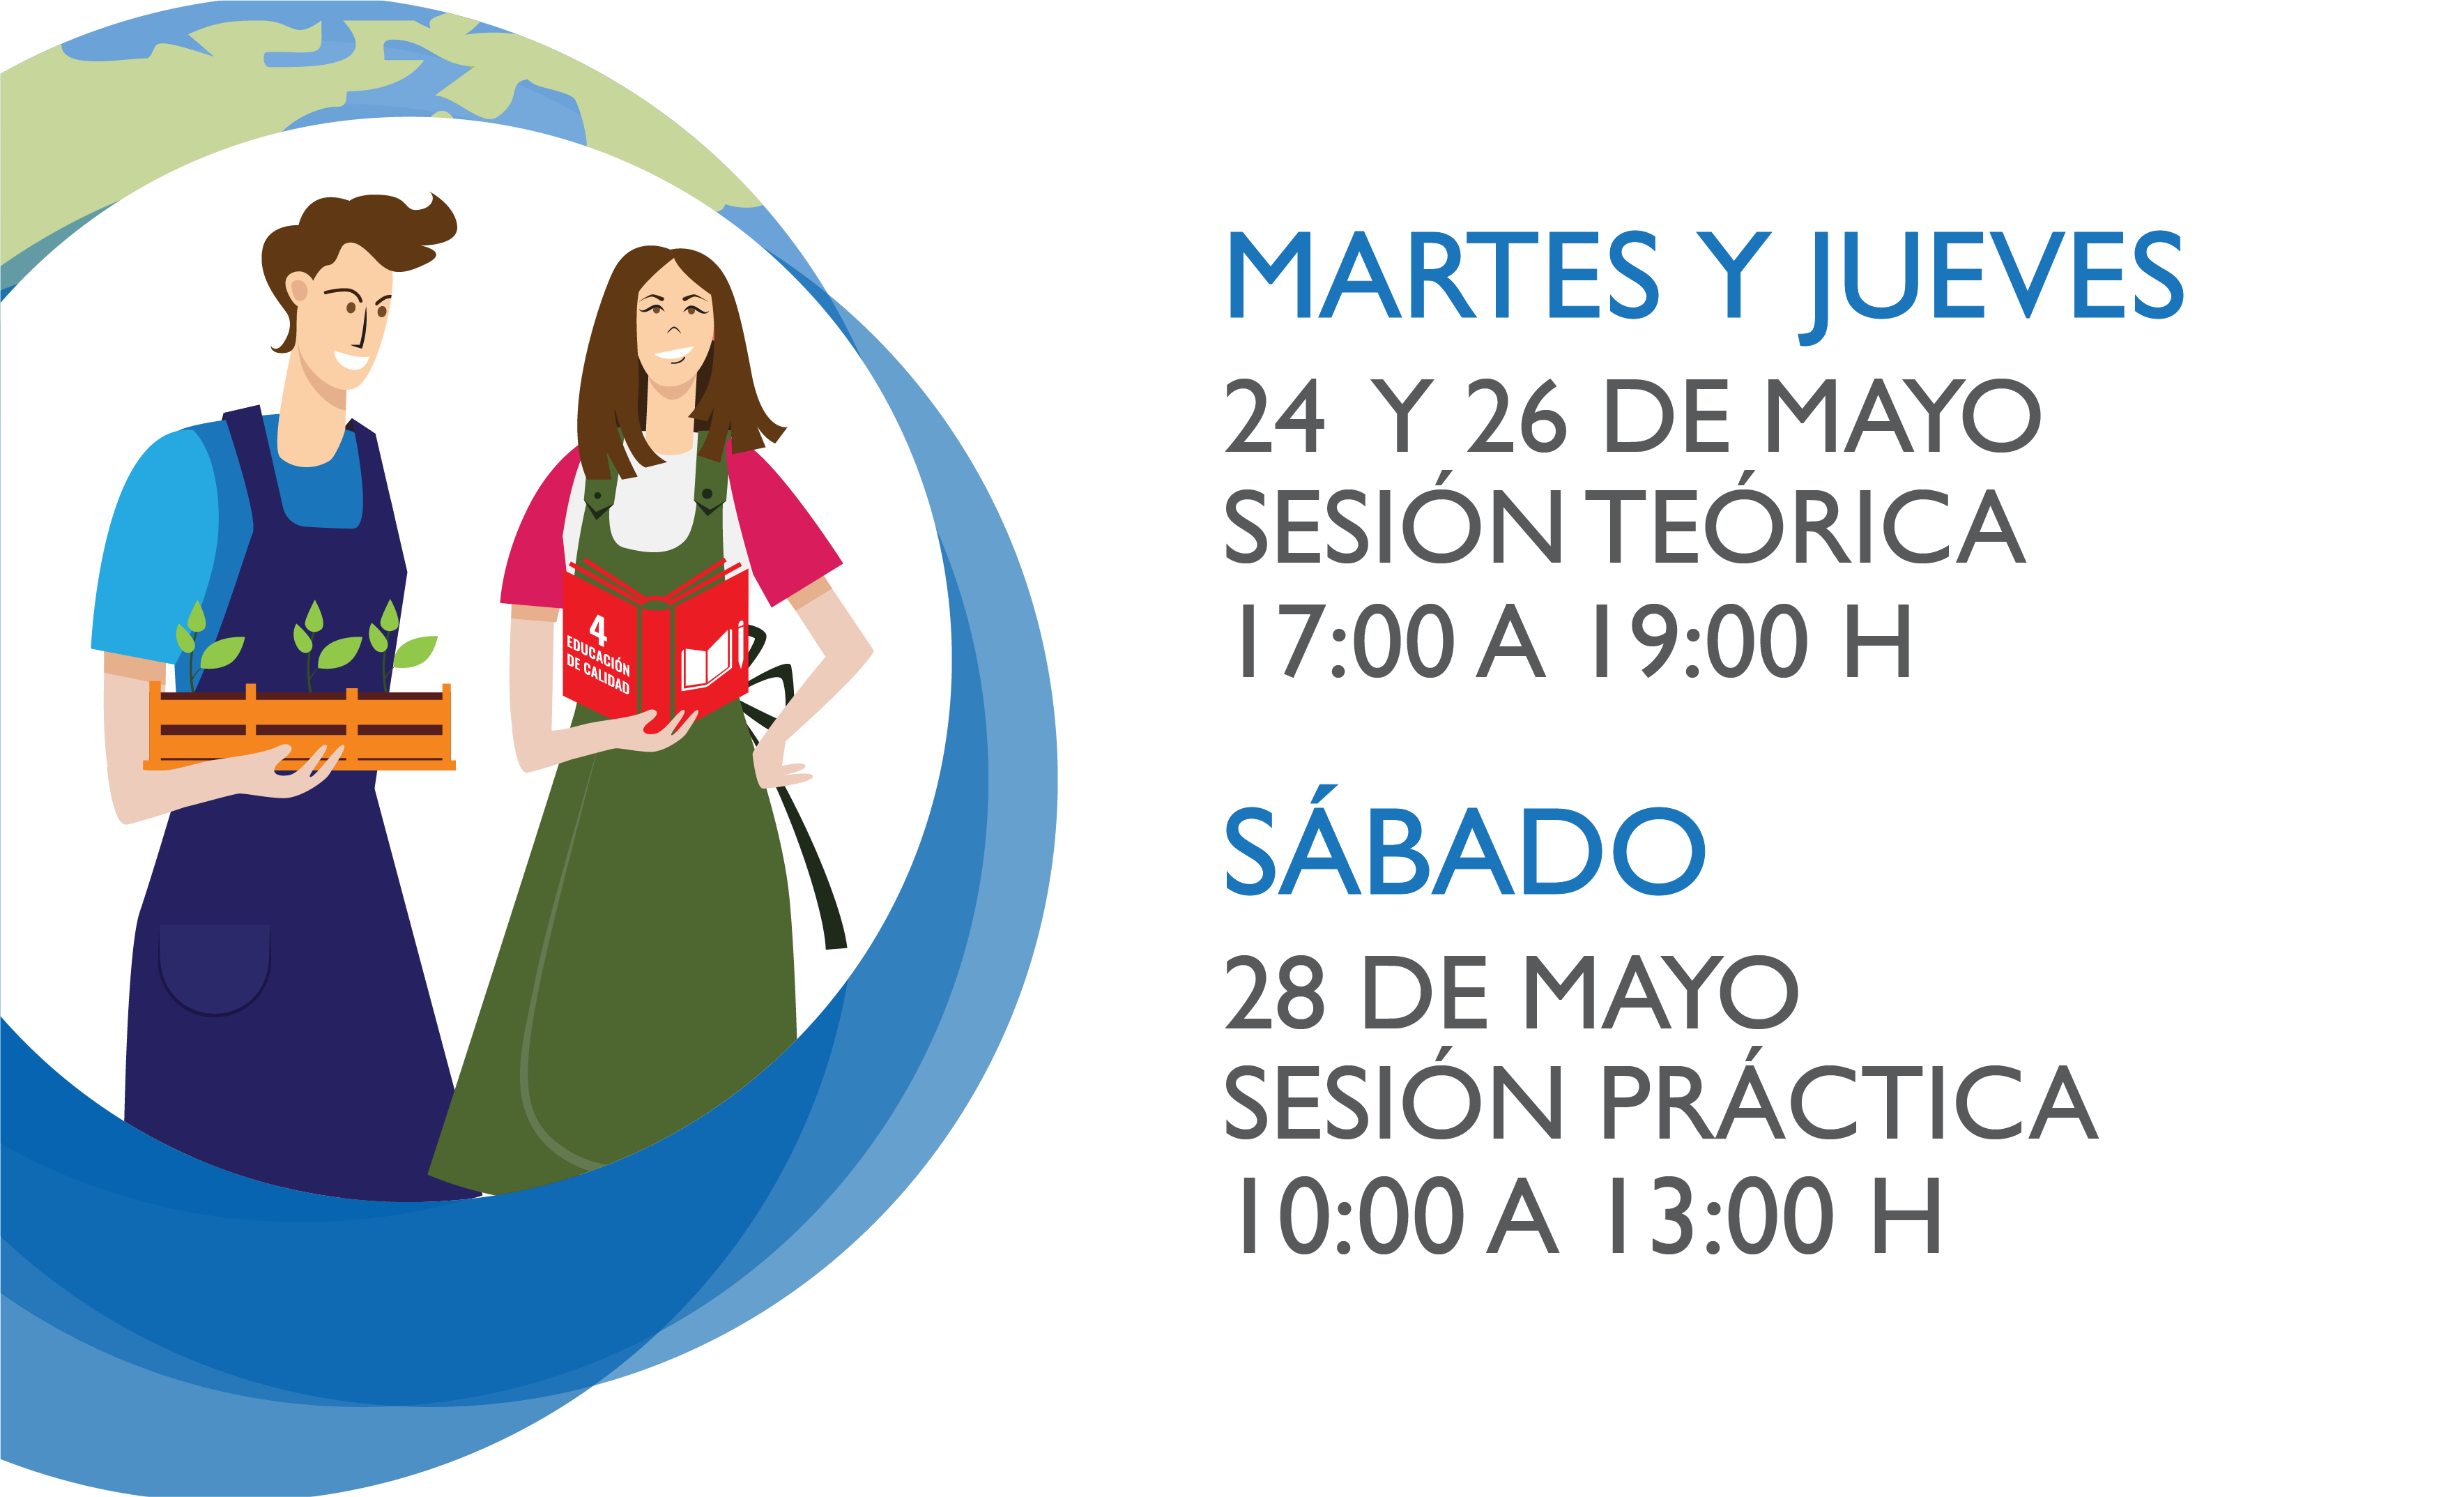 MARTES Y JUEVES
24 Y 26 DE MAYO
SESIÓN TEÓRICA
17:00 A 19:00 H
SÁBADO
28 DE MAYO
SESIÓN PRÁCTICA
10:00 A 13:00 H
4
EDUCACIÓN
DE CALIDAD